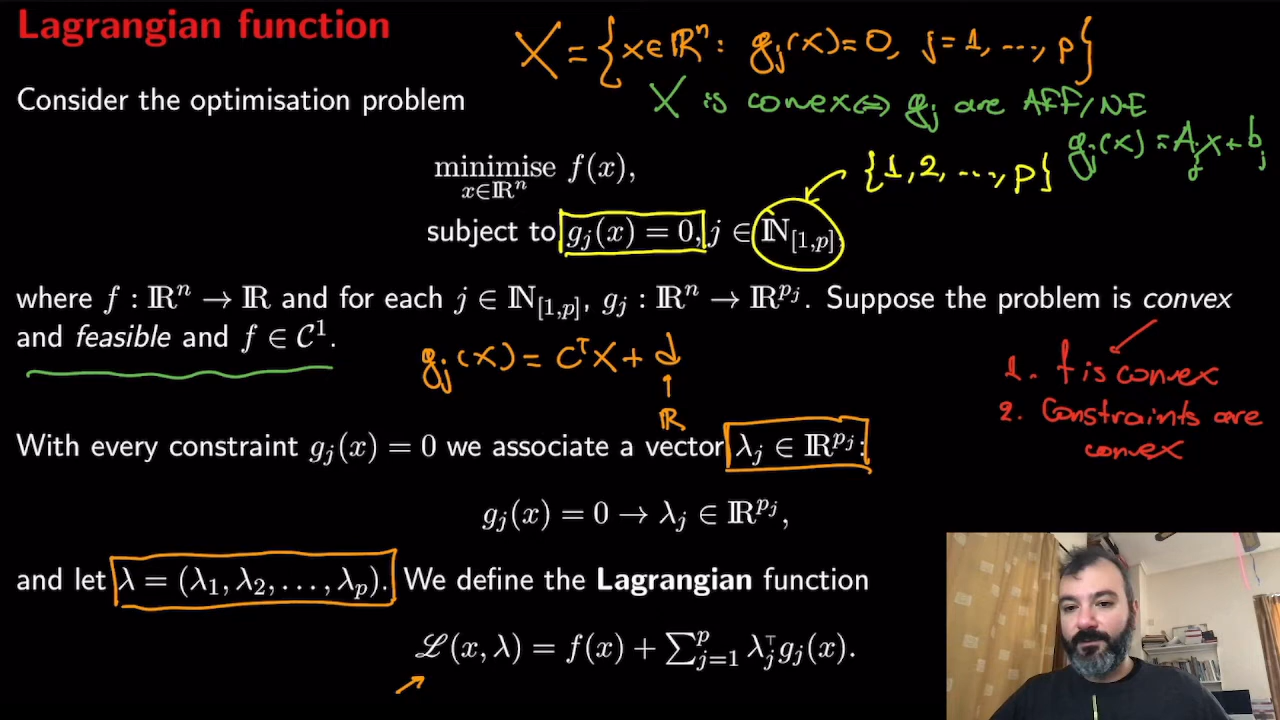 Lagrangian function
X = {x∈ℝⁿ: gⱼ(x)=0, j=1, ..., p}
Consider the optimisation problem
X is convex ⇔ gⱼ are AFFINE
gⱼ(x) = Aⱼx + bⱼ
minimise f(x),
x∈ℝⁿ
{1, 2, ..., p}
subject to gⱼ(x) = 0, j ∈ ℕ[1,p],
where f : ℝⁿ → ℝ and for each j ∈ ℕ[1,p], gⱼ : ℝⁿ → ℝ^{pⱼ}. Suppose the problem is convex
and feasible and f ∈ 𝒞¹.
gⱼ(x) = cᵀx + d
ℝ
1. f is convex
2. Constraints are
convex
With every constraint gⱼ(x) = 0 we associate a vector λⱼ ∈ ℝ^{pⱼ}:
gⱼ(x) = 0 → λⱼ ∈ ℝ^{pⱼ},
and let λ = (λ₁, λ₂, . . . , λₚ). We define the Lagrangian function
ℒ(x, λ) = f(x) + ∑ᵖⱼ₌₁ λⱼᵀgⱼ(x).